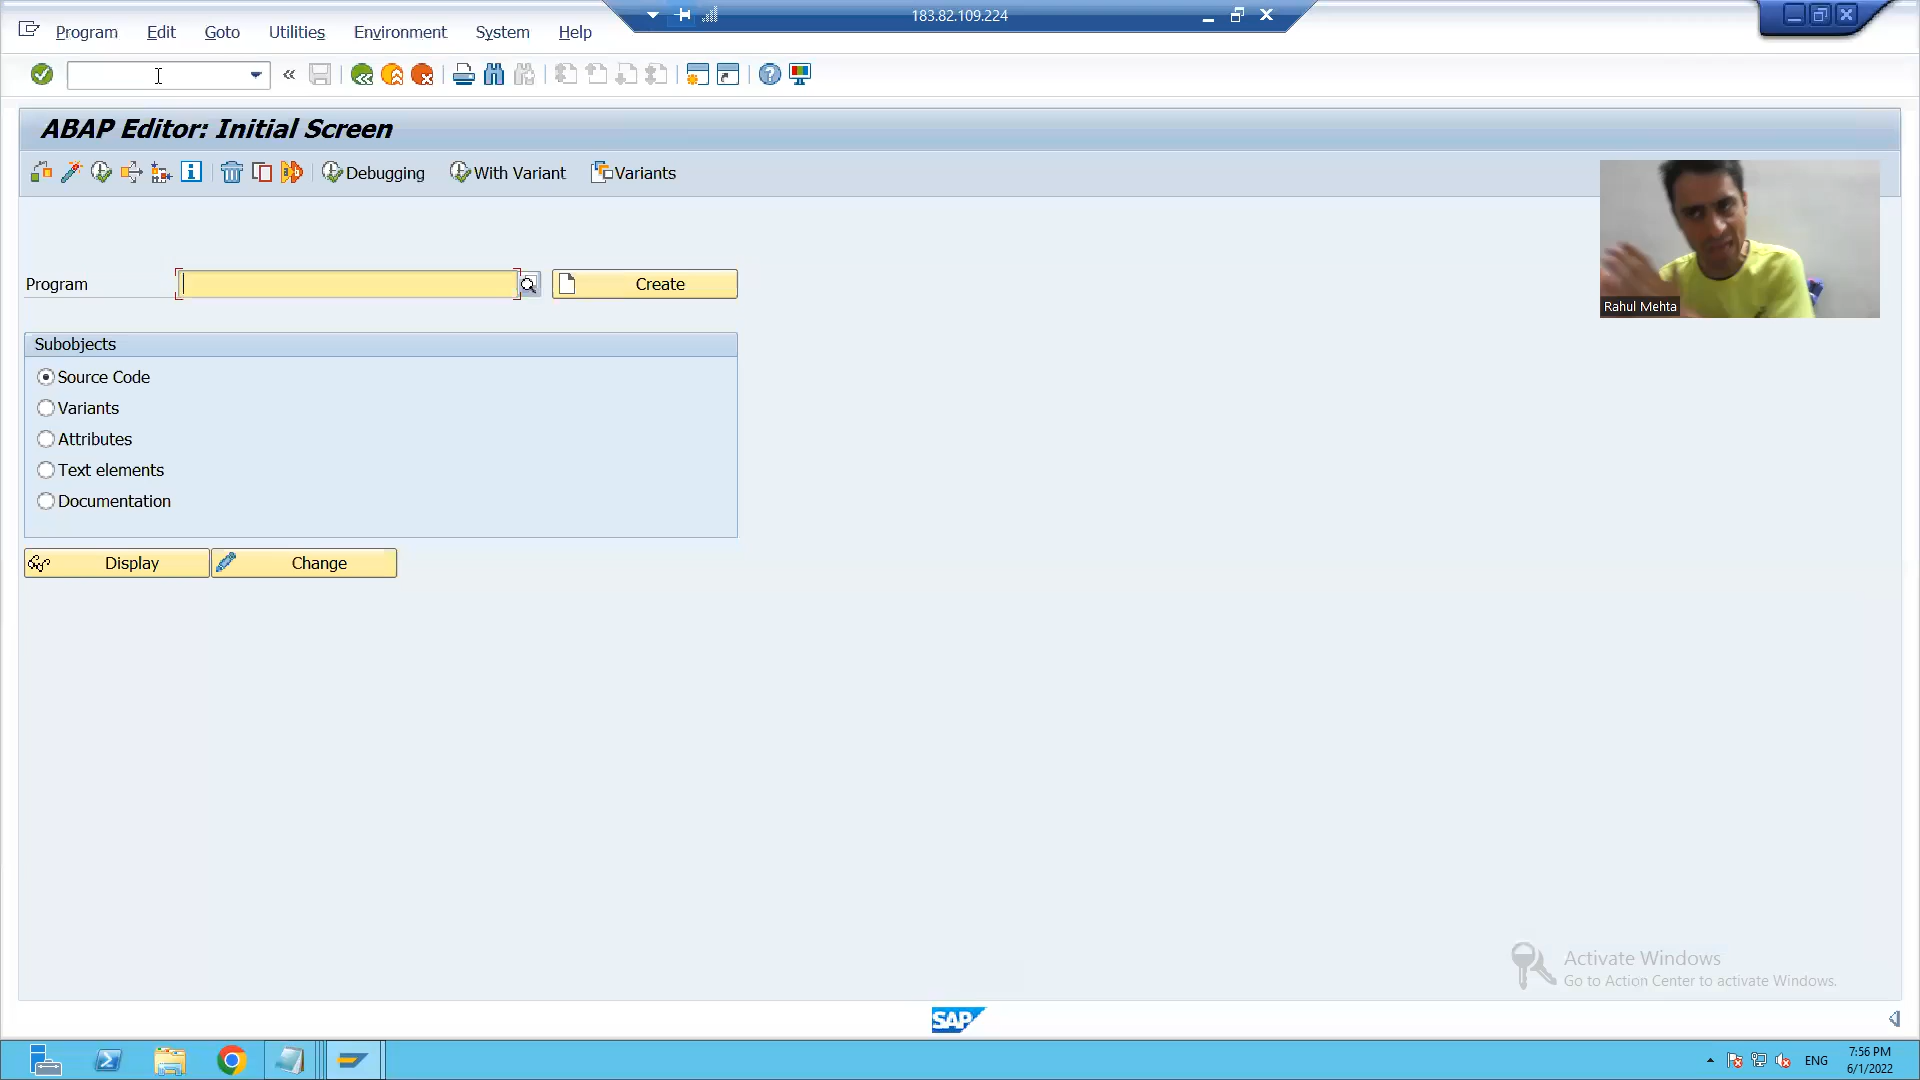 183.82.109.224
Program Edit Goto Utilities Environment System Help
ABAP Editor: Initial Screen
Debugging With Variant Variants
Program Create
Rahul Mehta
Subobjects
Source Code
Variants
Attributes
Text elements
Documentation
Display Change
Activate Windows
Go to Action Center to activate Windows.
SAP
ENG
7:56 PM
6/1/2022